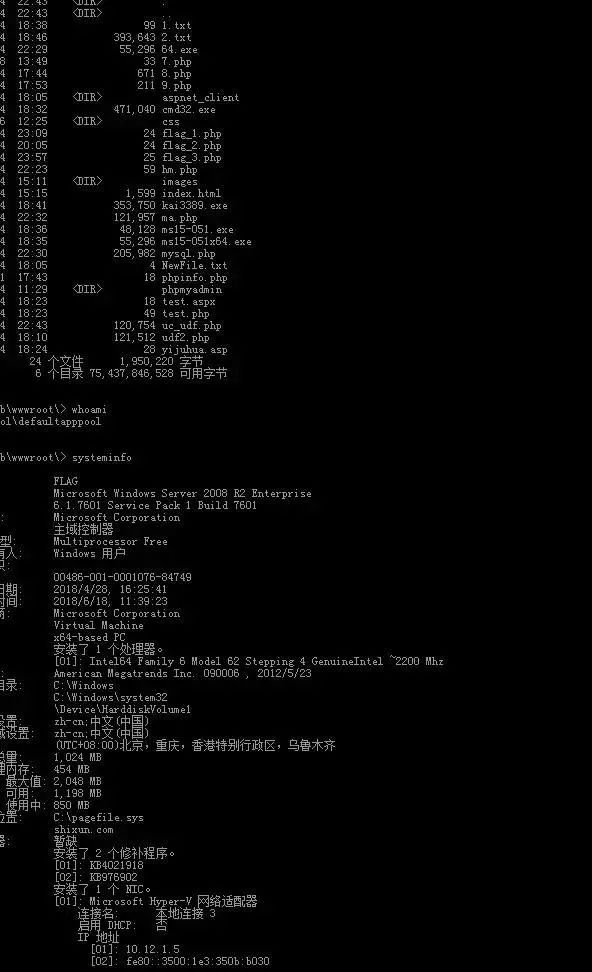 4 22:43 <DIR> .
4 22:43 <DIR> ..
4 18:38 99 1.txt
4 18:46 393,643 2.txt
4 22:29 55,296 64.exe
8 13:49 33 7.php
4 17:44 671 8.php
4 17:53 211 9.php
4 18:05 <DIR> aspnet_client
4 18:32 471,040 cmd32.exe
6 12:25 <DIR> css
4 23:09 24 flag_1.php
4 20:05 24 flag_2.php
4 23:57 25 flag_3.php
4 22:23 59 hm.php
4 15:11 <DIR> images
4 15:15 1,599 index.html
4 18:41 353,750 kai3389.exe
4 22:32 121,957 ma.php
4 18:36 48,128 ms15-051.exe
4 18:35 55,296 ms15-051x64.exe
4 22:30 205,982 mysql.php
4 18:05 4 NewFile.txt
1 17:43 18 phpinfo.php
4 11:29 <DIR> phpmyadmin
4 18:23 18 test.aspx
4 18:23 49 test.php
4 22:43 120,754 uc_udf.php
4 18:10 121,512 udf2.php
4 18:24 28 yijuhua.asp
24 个文件 1,950,220 字节
6 个目录 75,437,846,528 可用字节
b\wwwroot\> whoami
ol\defaultapppool
b\wwwroot\> systeminfo
FLAG
Microsoft Windows Server 2008 R2 Enterprise
6.1.7601 Service Pack 1 Build 7601
: Microsoft Corporation
主域控制器
型: Multiprocessor Free
有人: Windows 用户
织:
00486-001-0001076-84749
日期: 2018/4/28, 16:25:41
时间: 2018/6/18, 11:39:23
商: Microsoft Corporation
Virtual Machine
x64-based PC
安装了 1 个处理器。
[01]: Intel64 Family 6 Model 62 Stepping 4 GenuineIntel ~2200 Mhz
: American Megatrends Inc. 090006 , 2012/5/23
目录: C:\Windows
C:\Windows\system32
\Device\HarddiskVolume1
设置: zh-cn;中文(中国)
域设置: zh-cn;中文(中国)
(UTC+08:00)北京，重庆，香港特别行政区，乌鲁木齐
总量: 1,024 MB
理内存: 454 MB
最大值: 2,048 MB
可用: 1,198 MB
使用中: 850 MB
位置: C:\pagefile.sys
shixun.com
器: 暂缺
安装了 2 个修补程序。
[01]: KB4021918
[02]: KB976902
安装了 1 个 NIC。
[01]: Microsoft Hyper-V 网络适配器
连接名: 本地连接 3
启用 DHCP: 否
IP 地址
[01]: 10.12.1.5
[02]: fe80::3500:1e3:350b:b030